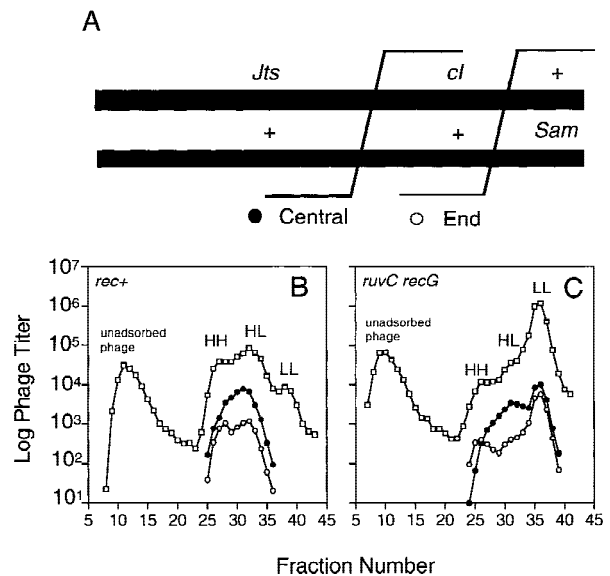 A
Jts cI +
+ + Sam
● Central ○ End
Log Phage Titer
10⁷
10⁶
10⁵
10⁴
10³
10²
10¹
rec+
B
unadsorbed
phage
HH HL LL
5 10 15 20 25 30 35 40 45
ruvC recG
C
unadsorbed
phage
HH HL LL
5 10 15 20 25 30 35 40 45
Fraction Number